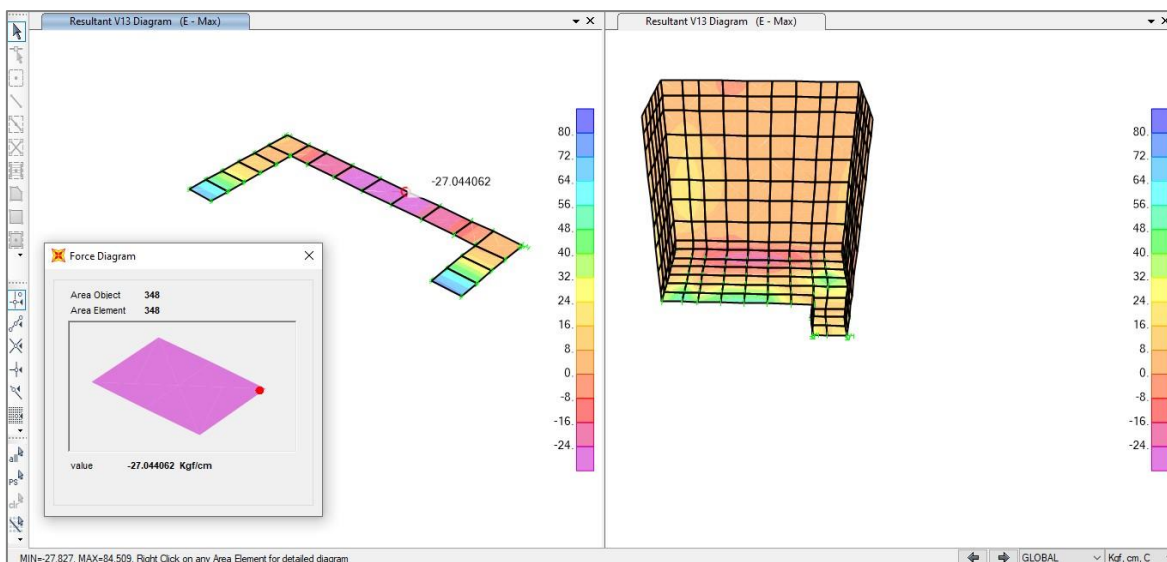 Resultant V13 Diagram (E - Max)
Resultant V13 Diagram (E - Max)
-27.044062
80.
72.
64.
56.
48.
40.
32.
24.
16.
8.
0.
-8.
-16.
-24.
80.
72.
64.
56.
48.
40.
32.
24.
16.
8.
0.
-8.
-16.
-24.
Force Diagram
Area Object 348
Area Element 348
value -27.044062 Kgf/cm
all
PS
clr
MIN=-27.827, MAX=84.509, Right Click on any Area Element for detailed diagram
GLOBAL
Kgf, cm, C